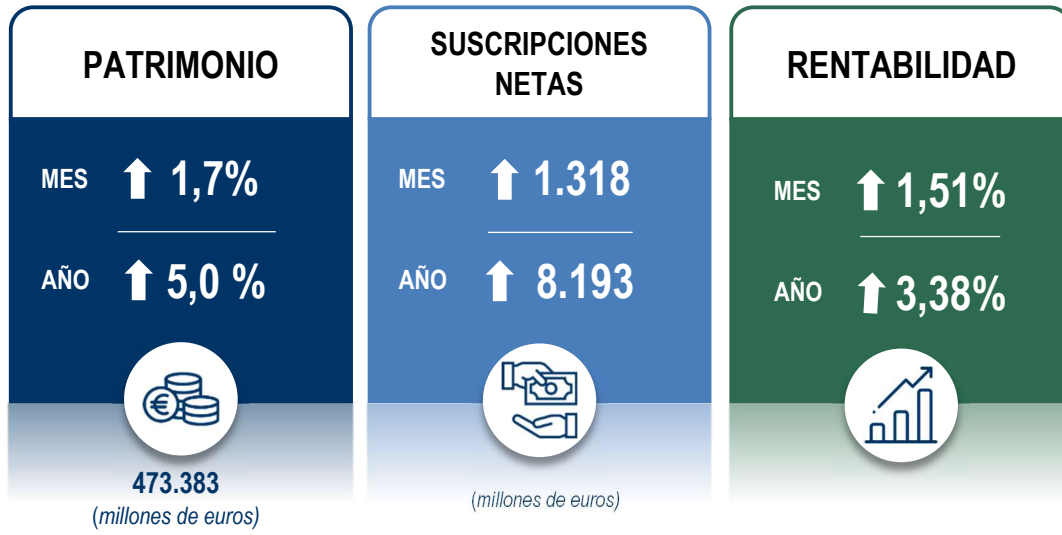 PATRIMONIO
MES 1,7%
AÑO 5,0 %
€
473.383
(millones de euros)
SUSCRIPCIONES
NETAS
MES 1.318
AÑO 8.193
(millones de euros)
RENTABILIDAD
MES 1,51%
AÑO 3,38%